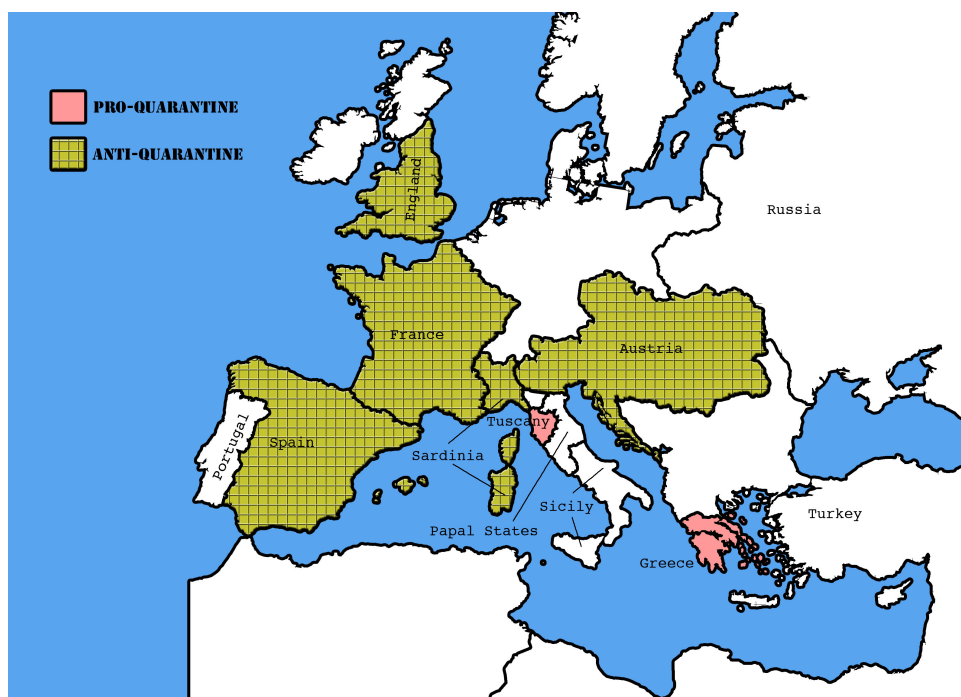 PRO-QUARANTINE
ANTI-QUARANTINE
England
Russia
France
Austria
Portugal
Spain
Tuscany
Sardinia
Sicily
Papal States
Turkey
Greece